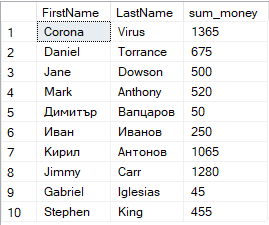 FirstName LastName sum_money
1 Corona Virus 1365
2 Daniel Torrance 675
3 Jane Dowson 500
4 Mark Anthony 520
5 Димитър Вапцаров 50
6 Иван Иванов 250
7 Кирил Антонов 1065
8 Jimmy Carr 1280
9 Gabriel Iglesias 45
10 Stephen King 455